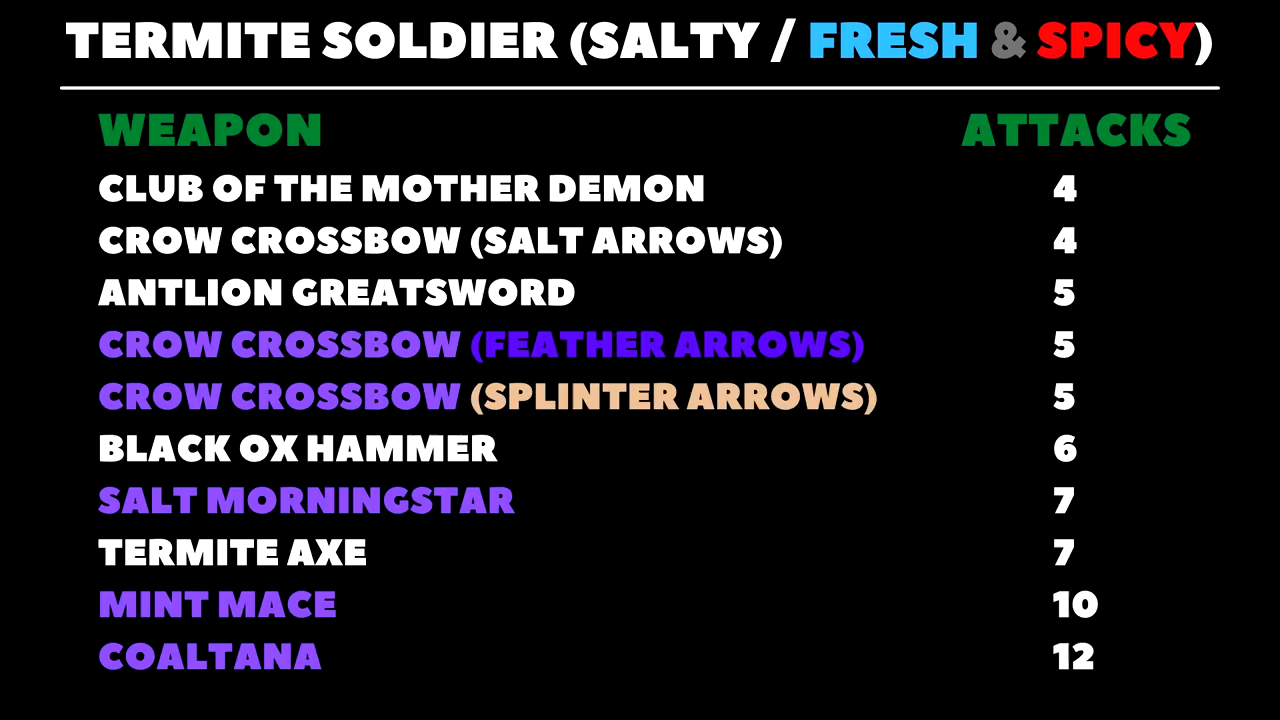 TERMITE SOLDIER (SALTY / FRESH & SPICY)
WEAPON ATTACKS
CLUB OF THE MOTHER DEMON 4
CROW CROSSBOW (SALT ARROWS) 4
ANTLION GREATSWORD 5
CROW CROSSBOW (FEATHER ARROWS) 5
CROW CROSSBOW (SPLINTER ARROWS) 5
BLACK OX HAMMER 6
SALT MORNINGSTAR 7
TERMITE AXE 7
MINT MACE 10
COALTANA 12